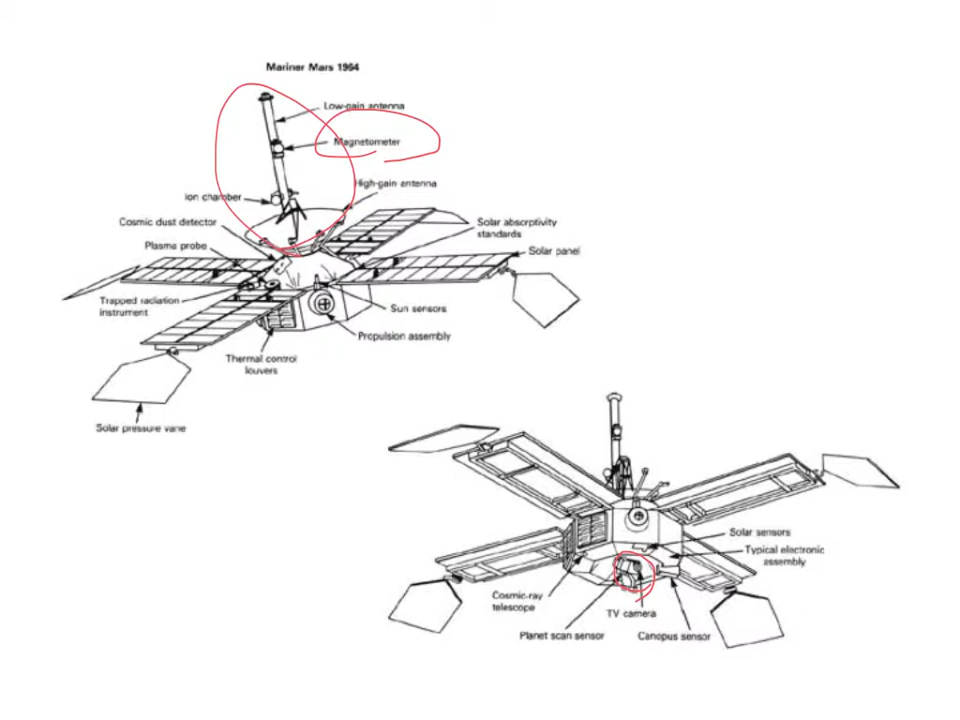 Mariner Mars 1964
Low-gain antenna
Magnetometer
High-gain antenna
Ion chamber
Cosmic dust detector
Solar absorptivity
standards
Plasma probe
Solar panel
Trapped radiation
instrument
Sun sensors
Propulsion assembly
Thermal control
louvers
Solar pressure vane
Solar sensors
Typical electronic
assembly
Cosmic-ray
telescope
TV camera
Planet scan sensor
Canopus sensor